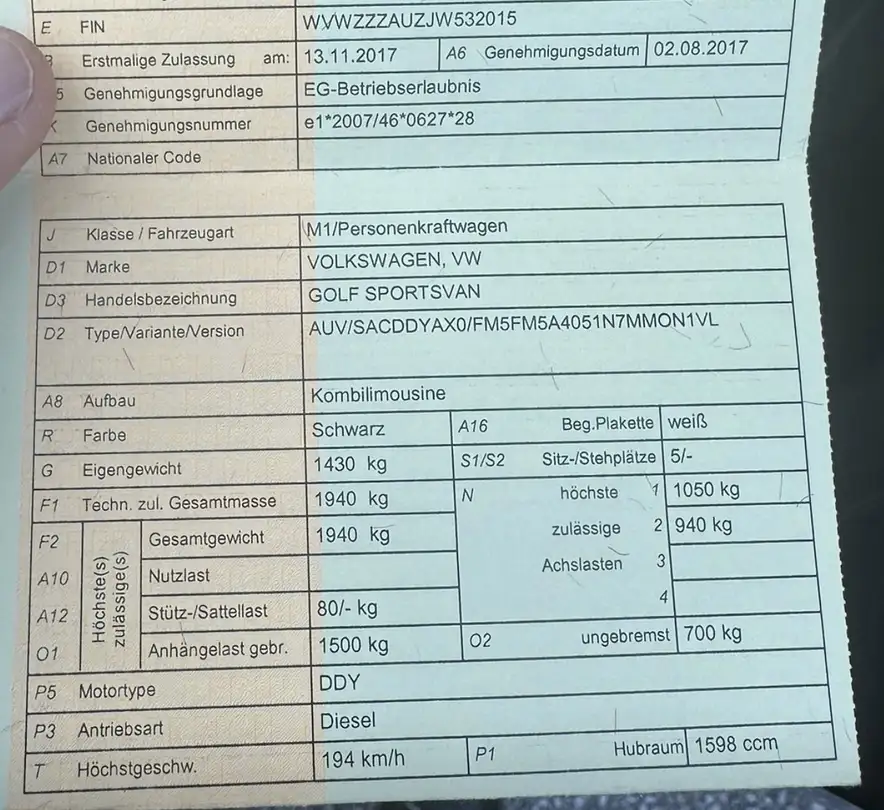 E FIN WVWZZZAUZJW532015
Erstmalige Zulassung am: 13.11.2017 A6 Genehmigungsdatum 02.08.2017
5 Genehmigungsgrundlage EG-Betriebserlaubnis
K Genehmigungsnummer e1*2007/46*0627*28
A7 Nationaler Code
J Klasse / Fahrzeugart M1/Personenkraftwagen
D1 Marke VOLKSWAGEN, VW
D3 Handelsbezeichnung GOLF SPORTSVAN
D2 Type/Variante/Version AUV/SACDDYAX0/FM5FM5A4051N7MMON1VL
A8 Aufbau Kombilimousine
R Farbe Schwarz A16 Beg.Plakette weiß
G Eigengewicht 1430 kg S1/S2 Sitz-/Stehplätze 5/-
F1 Techn. zul. Gesamtmasse 1940 kg N höchste 1 1050 kg
F2 Höchste(s) zulässige(s) Gesamtgewicht 1940 kg zulässige 2 940 kg
A10 Nutzlast Achslasten 3
A12 Stütz-/Sattellast 80/- kg 4
O1 Anhängelast gebr. 1500 kg O2 ungebremst 700 kg
P5 Motortype DDY
P3 Antriebsart Diesel
T Höchstgeschw. 194 km/h P1 Hubraum 1598 ccm